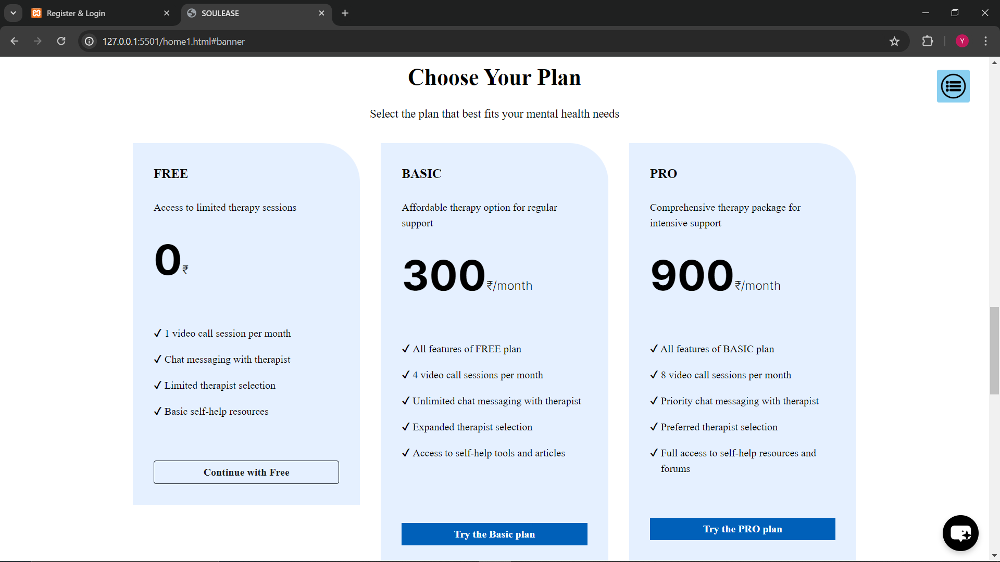 Register & Login
SOULEASE
127.0.0.1:5501/home1.html#banner
Y
Choose Your Plan
Select the plan that best fits your mental health needs
FREE
Access to limited therapy sessions
0₹
✓ 1 video call session per month
✓ Chat messaging with therapist
✓ Limited therapist selection
✓ Basic self-help resources
Continue with Free
BASIC
Affordable therapy option for regular
support
300₹/month
✓ All features of FREE plan
✓ 4 video call sessions per month
✓ Unlimited chat messaging with therapist
✓ Expanded therapist selection
✓ Access to self-help tools and articles
Try the Basic plan
PRO
Comprehensive therapy package for
intensive support
900₹/month
✓ All features of BASIC plan
✓ 8 video call sessions per month
✓ Priority chat messaging with therapist
✓ Preferred therapist selection
✓ Full access to self-help resources and
forums
Try the PRO plan